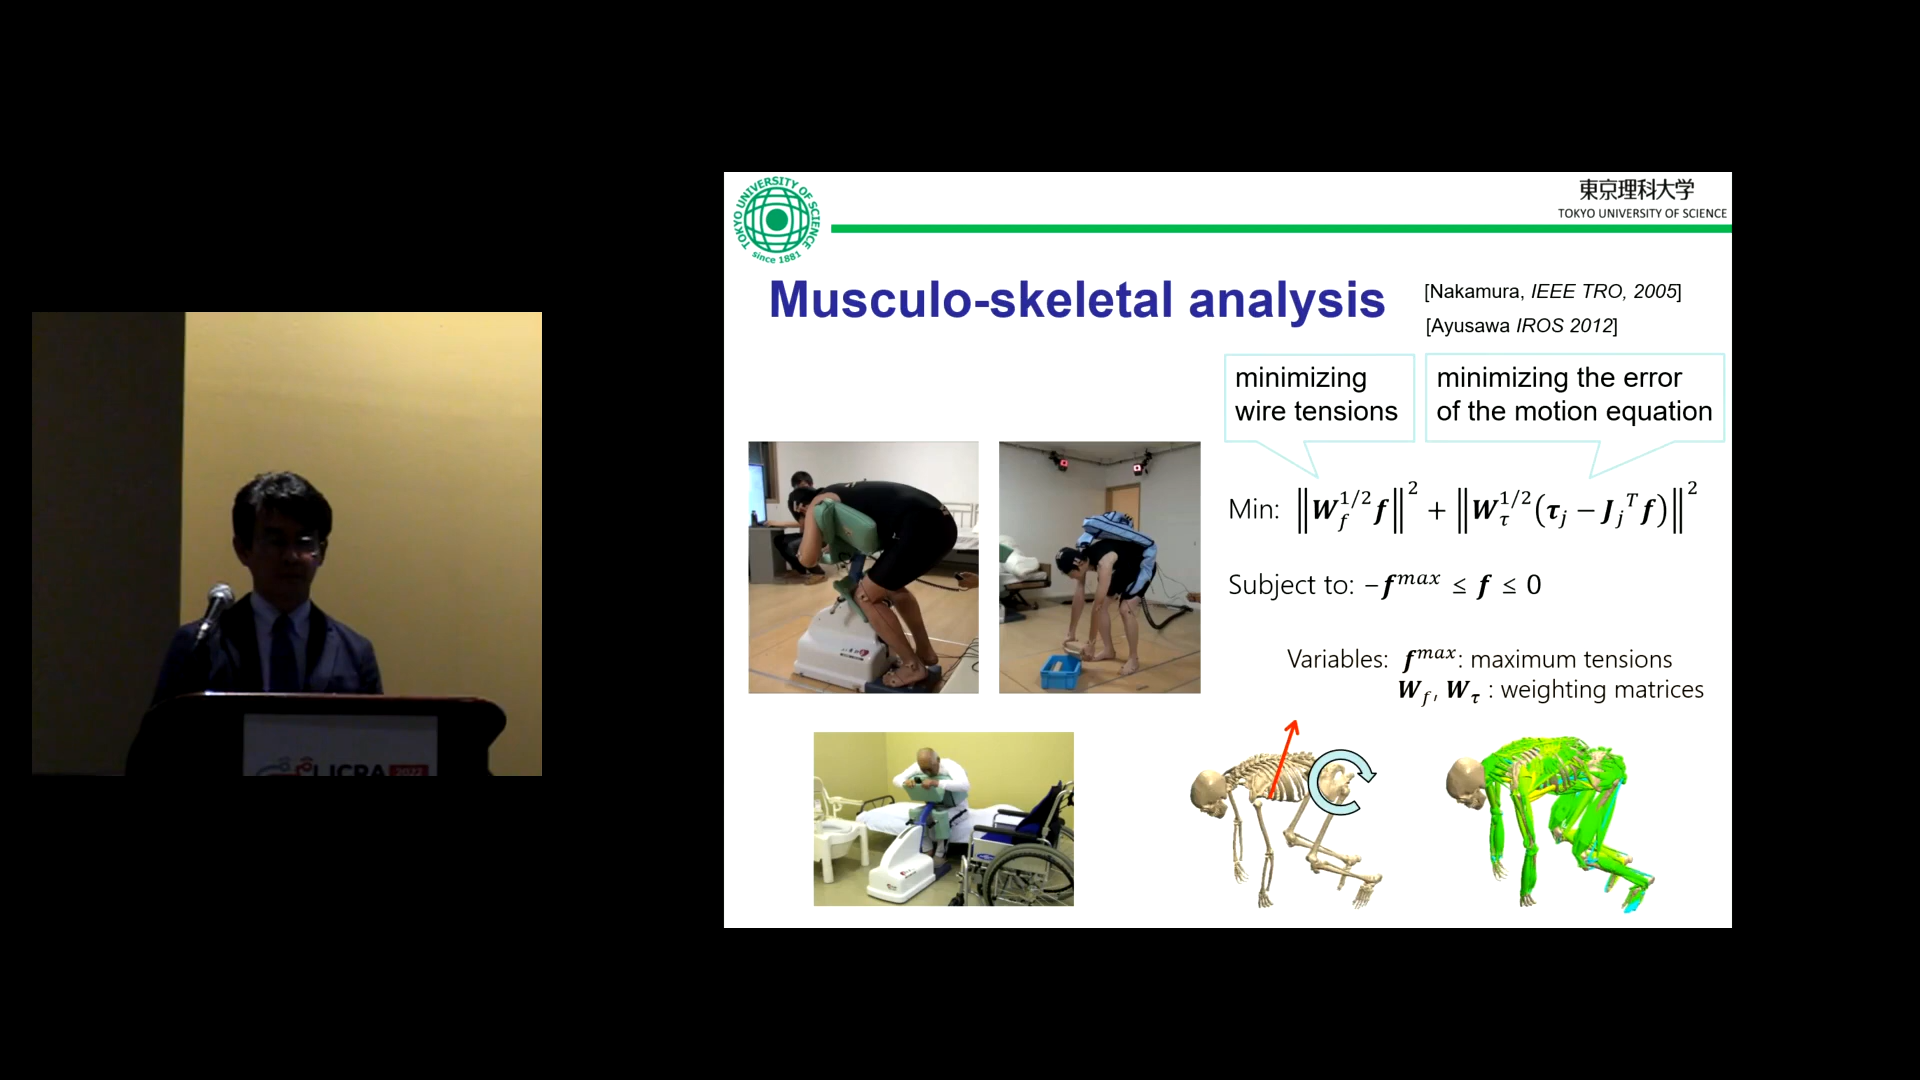 TOKYO UNIVERSITY OF SCIENCE
since 1881
東京理科大学
TOKYO UNIVERSITY OF SCIENCE
Musculo-skeletal analysis
[Nakamura, IEEE TRO, 2005]
[Ayusawa IROS 2012]
minimizing
wire tensions
minimizing the error
of the motion equation
Min: ‖W_f^{1/2} f‖^2 + ‖W_τ^{1/2}(τ_j − J_j^T f)‖^2
Subject to: −f^{max} ≤ f ≤ 0
Variables: f^{max}: maximum tensions
W_f, W_τ : weighting matrices
2022